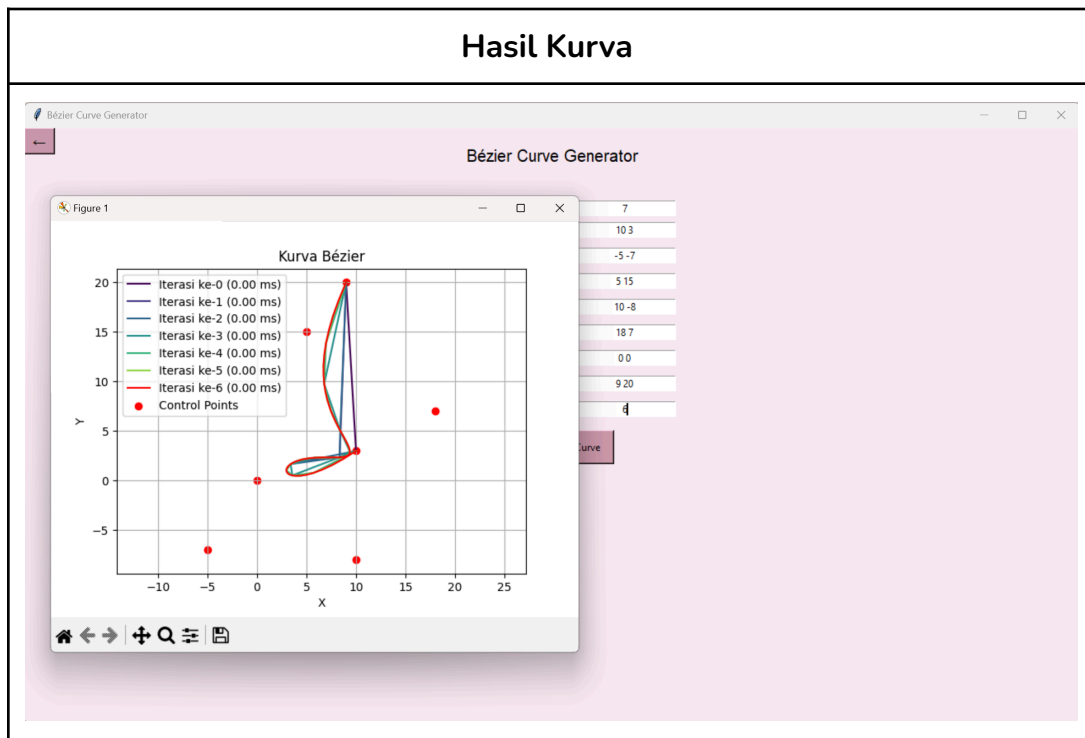 Hasil Kurva
Bézier Curve Generator
←
Bézier Curve Generator
Figure 1
7
10 3
-5 -7
5 15
10 -8
18 7
0 0
9 20
6
urve
Kurva Bézier
Iterasi ke-0 (0.00 ms)
Iterasi ke-1 (0.00 ms)
Iterasi ke-2 (0.00 ms)
Iterasi ke-3 (0.00 ms)
Iterasi ke-4 (0.00 ms)
Iterasi ke-5 (0.00 ms)
Iterasi ke-6 (0.00 ms)
Control Points
20
15
10
5
0
−5
Y
−10 −5 0 5 10 15 20 25
X